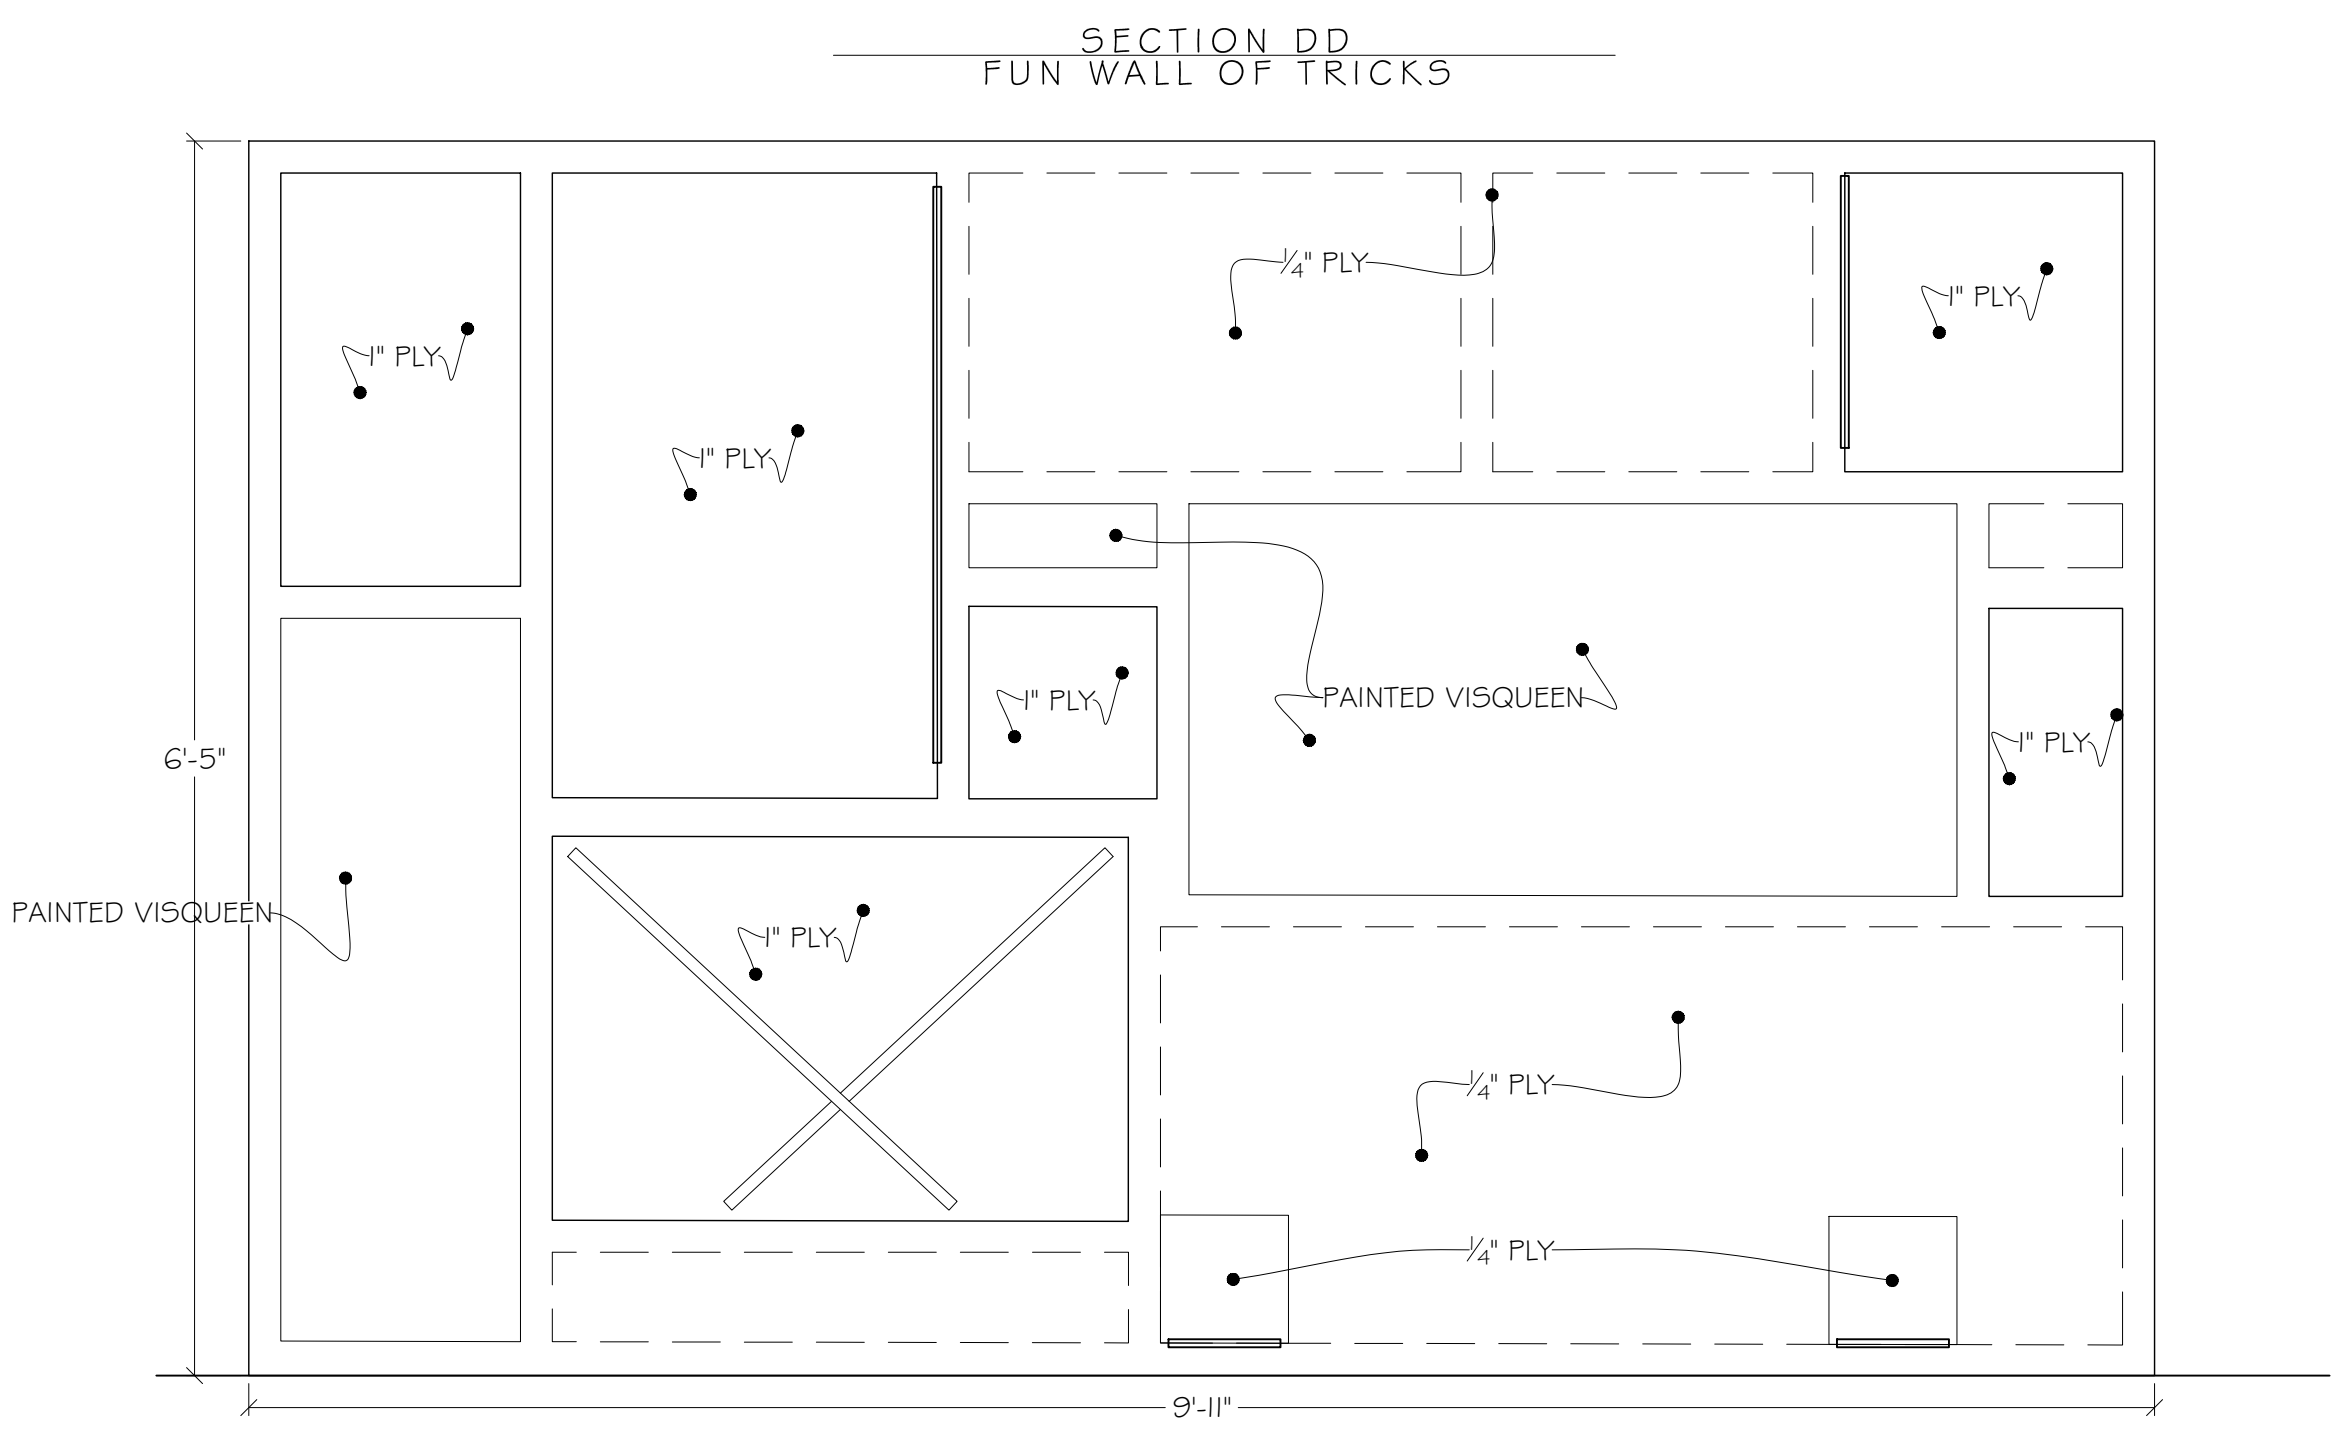 SECTION DD
FUN WALL OF TRICKS
1/4" PLY
1" PLY
1" PLY
1" PLY
1" PLY
PAINTED VISQUEEN
1" PLY
6'-5"
PAINTED VISQUEEN
1" PLY
1/4" PLY
1/4" PLY
9'-11"